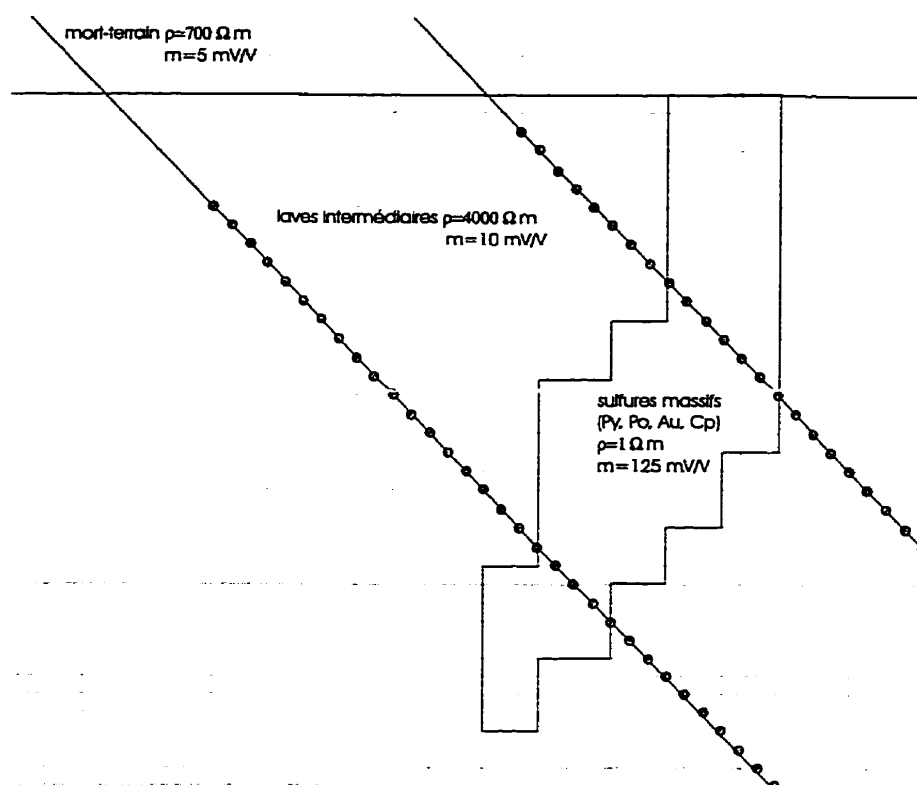 mort-terrain ρ=700 Ω m
m=5 mV/V
laves intermédiaires ρ=4000 Ω m
m=10 mV/V
sulfures massifs
(Py, Po, Au, Cp)
ρ=1 Ω m
m=125 mV/V